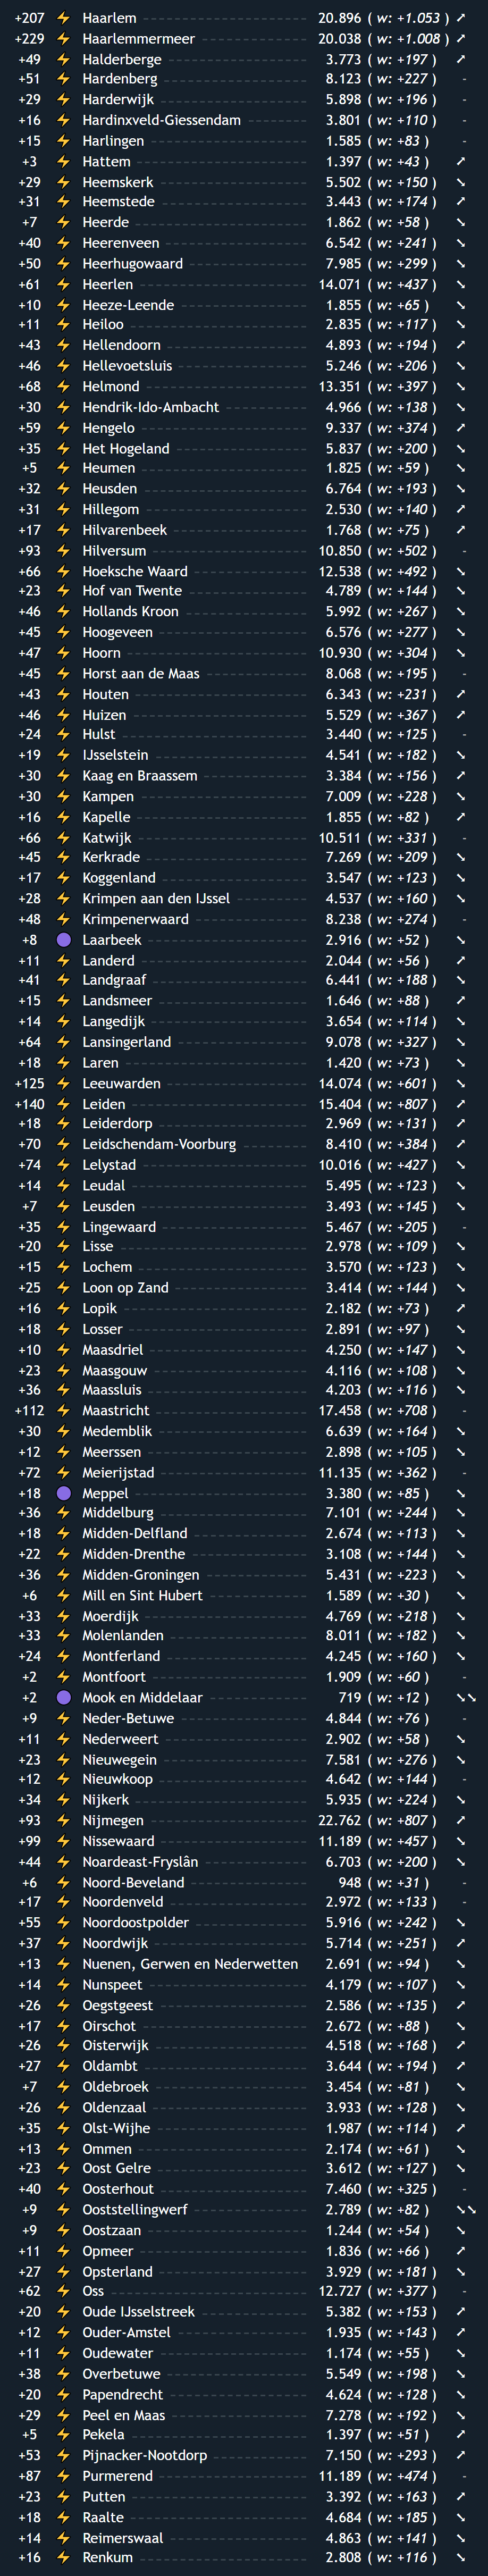 +207 ⚡ Haarlem 20.896 ( w: +1.053 ) ➚
+229 ⚡ Haarlemmermeer 20.038 ( w: +1.008 ) ➚
+49 ⚡ Halderberge 3.773 ( w: +197 ) ➚
+51 ⚡ Hardenberg 8.123 ( w: +227 ) -
+29 ⚡ Harderwijk 5.898 ( w: +196 ) -
+16 ⚡ Hardinxveld-Giessendam 3.801 ( w: +110 ) -
+15 ⚡ Harlingen 1.585 ( w: +83 ) -
+3 ⚡ Hattem 1.397 ( w: +43 ) ➚
+29 ⚡ Heemskerk 5.502 ( w: +150 ) ➘
+31 ⚡ Heemstede 3.443 ( w: +174 ) ➚
+7 ⚡ Heerde 1.862 ( w: +58 ) ➘
+40 ⚡ Heerenveen 6.542 ( w: +241 ) ➘
+50 ⚡ Heerhugowaard 7.985 ( w: +299 ) ➘
+61 ⚡ Heerlen 14.071 ( w: +437 ) ➘
+10 ⚡ Heeze-Leende 1.855 ( w: +65 ) ➘
+11 ⚡ Heiloo 2.835 ( w: +117 ) ➘
+43 ⚡ Hellendoorn 4.893 ( w: +194 ) ➚
+46 ⚡ Hellevoetsluis 5.246 ( w: +206 ) ➘
+68 ⚡ Helmond 13.351 ( w: +397 ) ➘
+30 ⚡ Hendrik-Ido-Ambacht 4.966 ( w: +138 ) ➘
+59 ⚡ Hengelo 9.337 ( w: +374 ) ➚
+35 ⚡ Het Hogeland 5.837 ( w: +200 ) ➘
+5 ⚡ Heumen 1.825 ( w: +59 ) ➘
+32 ⚡ Heusden 6.764 ( w: +193 ) ➘
+31 ⚡ Hillegom 2.530 ( w: +140 ) ➚
+17 ⚡ Hilvarenbeek 1.768 ( w: +75 ) ➚
+93 ⚡ Hilversum 10.850 ( w: +502 ) -
+66 ⚡ Hoeksche Waard 12.538 ( w: +492 ) ➘
+23 ⚡ Hof van Twente 4.789 ( w: +144 ) ➘
+46 ⚡ Hollands Kroon 5.992 ( w: +267 ) ➘
+45 ⚡ Hoogeveen 6.576 ( w: +277 ) ➘
+47 ⚡ Hoorn 10.930 ( w: +304 ) ➘
+45 ⚡ Horst aan de Maas 8.068 ( w: +195 ) -
+43 ⚡ Houten 6.343 ( w: +231 ) ➚
+46 ⚡ Huizen 5.529 ( w: +367 ) ➚
+24 ⚡ Hulst 3.440 ( w: +125 ) -
+19 ⚡ IJsselstein 4.541 ( w: +182 ) ➘
+30 ⚡ Kaag en Braassem 3.384 ( w: +156 ) ➚
+30 ⚡ Kampen 7.009 ( w: +228 ) ➘
+16 ⚡ Kapelle 1.855 ( w: +82 ) ➚
+66 ⚡ Katwijk 10.511 ( w: +331 ) -
+45 ⚡ Kerkrade 7.269 ( w: +209 ) ➘
+17 ⚡ Koggenland 3.547 ( w: +123 ) ➘
+28 ⚡ Krimpen aan den IJssel 4.537 ( w: +160 ) ➘
+48 ⚡ Krimpenerwaard 8.238 ( w: +274 ) -
+8 🟣 Laarbeek 2.916 ( w: +52 ) ➘
+11 ⚡ Landerd 2.044 ( w: +56 ) ➚
+41 ⚡ Landgraaf 6.441 ( w: +188 ) ➘
+15 ⚡ Landsmeer 1.646 ( w: +88 ) ➚
+14 ⚡ Langedijk 3.654 ( w: +114 ) ➘
+64 ⚡ Lansingerland 9.078 ( w: +327 ) ➘
+18 ⚡ Laren 1.420 ( w: +73 ) ➘
+125 ⚡ Leeuwarden 14.074 ( w: +601 ) ➘
+140 ⚡ Leiden 15.404 ( w: +807 ) ➚
+18 ⚡ Leiderdorp 2.969 ( w: +131 ) ➚
+70 ⚡ Leidschendam-Voorburg 8.410 ( w: +384 ) ➚
+74 ⚡ Lelystad 10.016 ( w: +427 ) ➘
+14 ⚡ Leudal 5.495 ( w: +123 ) ➘
+7 ⚡ Leusden 3.493 ( w: +145 ) ➘
+35 ⚡ Lingewaard 5.467 ( w: +205 ) -
+20 ⚡ Lisse 2.978 ( w: +109 ) ➘
+15 ⚡ Lochem 3.570 ( w: +123 ) ➘
+25 ⚡ Loon op Zand 3.414 ( w: +144 ) ➘
+16 ⚡ Lopik 2.182 ( w: +73 ) ➚
+18 ⚡ Losser 2.891 ( w: +97 ) ➘
+10 ⚡ Maasdriel 4.250 ( w: +147 ) ➘
+23 ⚡ Maasgouw 4.116 ( w: +108 ) ➘
+36 ⚡ Maassluis 4.203 ( w: +116 ) ➘
+112 ⚡ Maastricht 17.458 ( w: +708 ) -
+30 ⚡ Medemblik 6.639 ( w: +164 ) ➘
+12 ⚡ Meerssen 2.898 ( w: +105 ) ➘
+72 ⚡ Meierijstad 11.135 ( w: +362 ) -
+18 🟣 Meppel 3.380 ( w: +85 ) ➘
+36 ⚡ Middelburg 7.101 ( w: +244 ) ➘
+18 ⚡ Midden-Delfland 2.674 ( w: +113 ) ➘
+22 ⚡ Midden-Drenthe 3.108 ( w: +144 ) ➘
+36 ⚡ Midden-Groningen 5.431 ( w: +223 ) ➘
+6 ⚡ Mill en Sint Hubert 1.589 ( w: +30 ) ➘
+33 ⚡ Moerdijk 4.769 ( w: +218 ) ➘
+33 ⚡ Molenlanden 8.011 ( w: +182 ) ➘
+24 ⚡ Montferland 4.245 ( w: +160 ) ➘
+2 ⚡ Montfoort 1.909 ( w: +60 ) -
+2 🟣 Mook en Middelaar 719 ( w: +12 ) ➘➘
+9 ⚡ Neder-Betuwe 4.844 ( w: +76 ) -
+11 ⚡ Nederweert 2.902 ( w: +58 ) ➘
+23 ⚡ Nieuwegein 7.581 ( w: +276 ) ➘
+12 ⚡ Nieuwkoop 4.642 ( w: +144 ) -
+34 ⚡ Nijkerk 5.935 ( w: +224 ) ➘
+93 ⚡ Nijmegen 22.762 ( w: +807 ) ➚
+99 ⚡ Nissewaard 11.189 ( w: +457 ) ➘
+44 ⚡ Noardeast-Fryslân 6.703 ( w: +200 ) ➘
+6 ⚡ Noord-Beveland 948 ( w: +31 ) -
+17 ⚡ Noordenveld 2.972 ( w: +133 ) -
+55 ⚡ Noordoostpolder 5.916 ( w: +242 ) ➘
+37 ⚡ Noordwijk 5.714 ( w: +251 ) ➚
+13 ⚡ Nuenen, Gerwen en Nederwetten 2.691 ( w: +94 ) ➘
+14 ⚡ Nunspeet 4.179 ( w: +107 ) ➘
+26 ⚡ Oegstgeest 2.586 ( w: +135 ) ➚
+17 ⚡ Oirschot 2.672 ( w: +88 ) ➘
+26 ⚡ Oisterwijk 4.518 ( w: +168 ) ➚
+27 ⚡ Oldambt 3.644 ( w: +194 ) ➚
+7 ⚡ Oldebroek 3.454 ( w: +81 ) ➘
+26 ⚡ Oldenzaal 3.933 ( w: +128 ) ➘
+35 ⚡ Olst-Wijhe 1.987 ( w: +114 ) ➚
+13 ⚡ Ommen 2.174 ( w: +61 ) ➘
+23 ⚡ Oost Gelre 3.612 ( w: +127 ) ➘
+40 ⚡ Oosterhout 7.460 ( w: +325 ) -
+9 ⚡ Ooststellingwerf 2.789 ( w: +82 ) ➘➘
+9 ⚡ Oostzaan 1.244 ( w: +54 ) ➘
+11 ⚡ Opmeer 1.836 ( w: +66 ) ➚
+27 ⚡ Opsterland 3.929 ( w: +181 ) ➘
+62 ⚡ Oss 12.727 ( w: +377 ) -
+20 ⚡ Oude IJsselstreek 5.382 ( w: +153 ) ➚
+12 ⚡ Ouder-Amstel 1.935 ( w: +143 ) ➚
+11 ⚡ Oudewater 1.174 ( w: +55 ) ➘
+38 ⚡ Overbetuwe 5.549 ( w: +198 ) ➘
+20 ⚡ Papendrecht 4.624 ( w: +128 ) ➘
+29 ⚡ Peel en Maas 7.278 ( w: +192 ) ➘
+5 ⚡ Pekela 1.397 ( w: +51 ) ➚
+53 ⚡ Pijnacker-Nootdorp 7.150 ( w: +293 ) ➚
+87 ⚡ Purmerend 11.189 ( w: +474 ) -
+23 ⚡ Putten 3.392 ( w: +163 ) ➚
+18 ⚡ Raalte 4.684 ( w: +185 ) ➘
+14 ⚡ Reimerswaal 4.863 ( w: +141 ) ➘
+16 ⚡ Renkum 2.808 ( w: +116 ) ➘